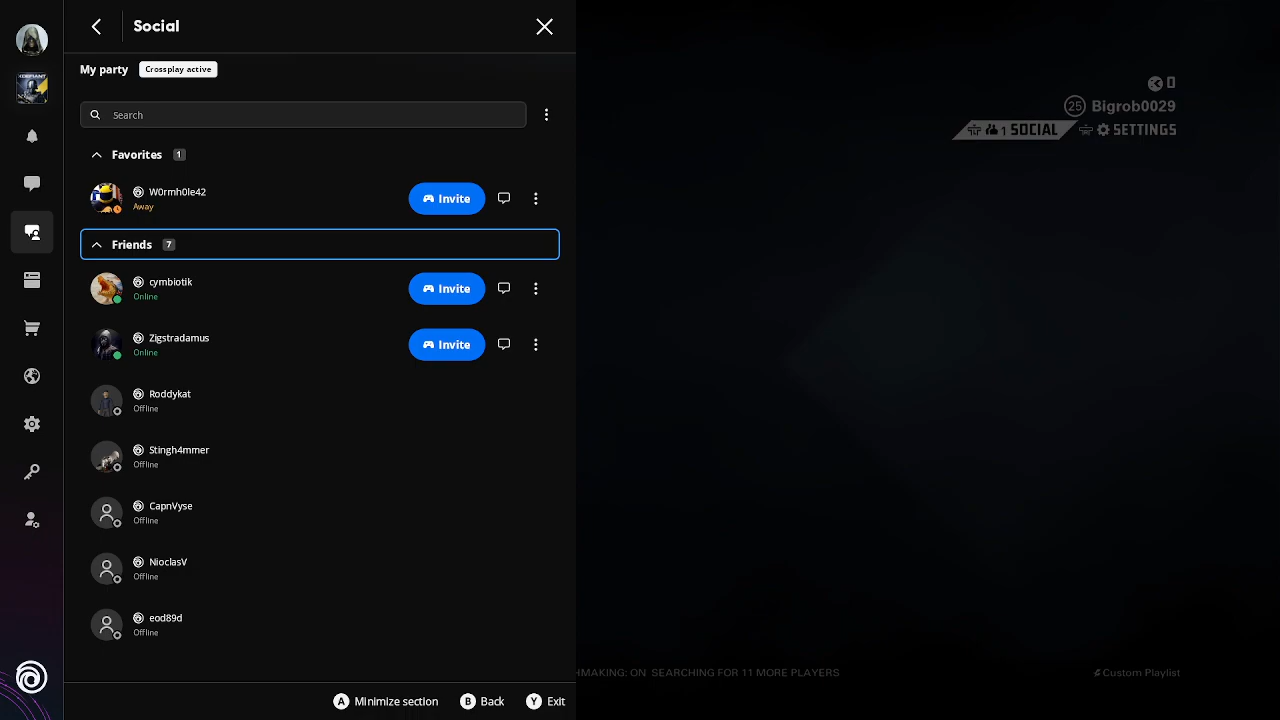 Social
My party
Crossplay active
Search
Favorites 1
W0rmh0le42
Away
Invite
Friends 7
cymbiotik
Online
Invite
Zigstradamus
Online
Invite
Roddykat
Offline
Stingh4mmer
Offline
CapnVyse
Offline
NioclasV
Offline
eod89d
Offline
A Minimize section
B Back
Y Exit
XDEFIANT
0
25 Bigrob0029
1 SOCIAL
SETTINGS
HMAKING: ON SEARCHING FOR 11 MORE PLAYERS
Custom Playlist